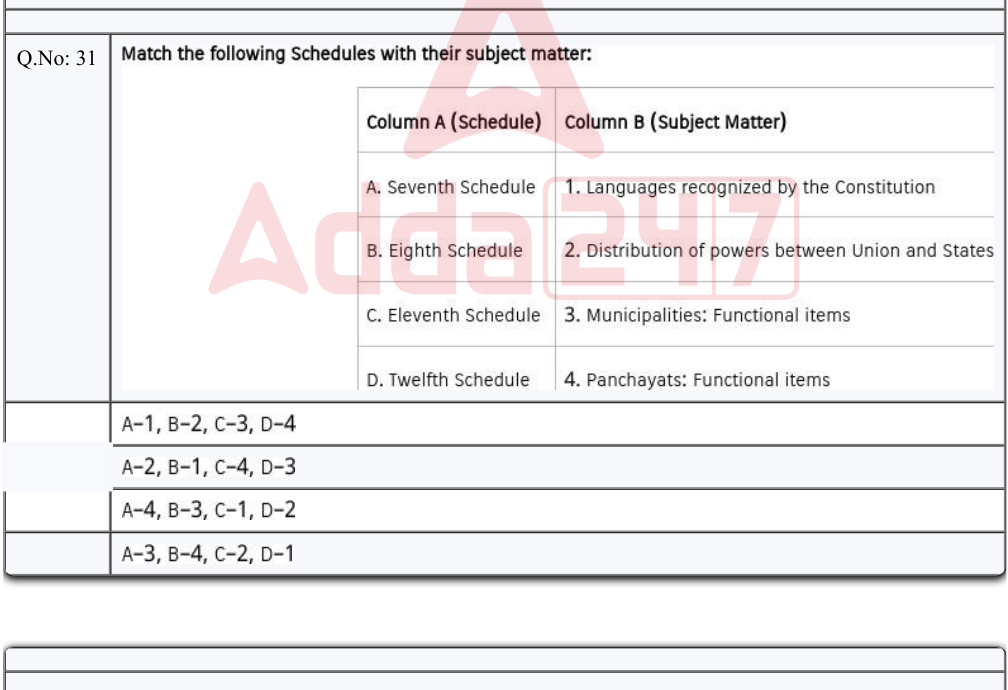 Q.No: 31
Match the following Schedules with their subject matter:
Column A (Schedule) Column B (Subject Matter)
A. Seventh Schedule 1. Languages recognized by the Constitution
B. Eighth Schedule 2. Distribution of powers between Union and States
C. Eleventh Schedule 3. Municipalities: Functional items
D. Twelfth Schedule 4. Panchayats: Functional items
Adda247
A-1, B-2, C-3, D-4
A-2, B-1, C-4, D-3
A-4, B-3, C-1, D-2
A-3, B-4, C-2, D-1